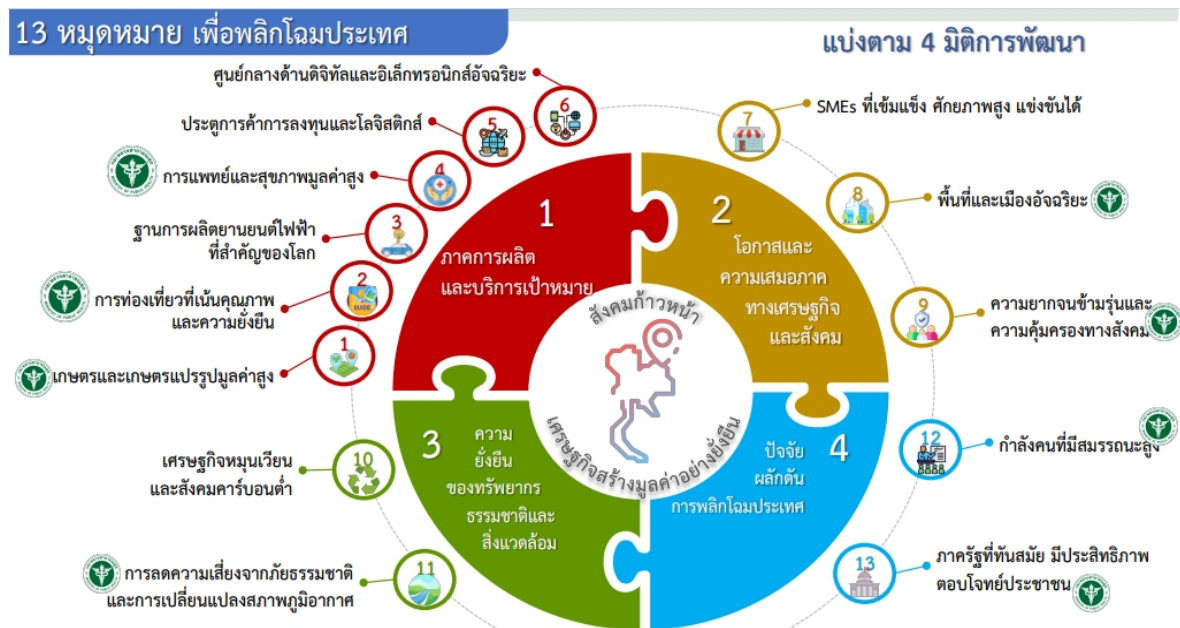 13 หมุดหมาย เพื่อพลิกโฉมประเทศ
แบ่งตาม 4 มิติการพัฒนา
ศูนย์กลางด้านดิจิทัลและอิเล็กทรอนิกส์อัจฉริยะ
6
ประตูการค้าการลงทุนและโลจิสติกส์
5
การแพทย์และสุขภาพมูลค่าสูง
4
ฐานการผลิตยานยนต์ไฟฟ้า
ที่สำคัญของโลก
3
การท่องเที่ยวที่เน้นคุณภาพ
และความยั่งยืน
2
GUIDE
เกษตรและเกษตรแปรรูปมูลค่าสูง
1
1
ภาคการผลิต
และบริการเป้าหมาย
2
โอกาสและ
ความเสมอภาค
ทางเศรษฐกิจ
และสังคม
7
SMEs ที่เข้มแข็ง ศักยภาพสูง แข่งขันได้
8
พื้นที่และเมืองอัจฉริยะ
9
ความยากจนข้ามรุ่นและ
ความคุ้มครองทางสังคม
สังคมก้าวหน้า
เศรษฐกิจสร้างมูลค่าอย่างยั่งยืน
3
ความ
ยั่งยืน
ของทรัพยากร
ธรรมชาติและ
สิ่งแวดล้อม
เศรษฐกิจหมุนเวียน
และสังคมคาร์บอนต่ำ
10
การลดความเสี่ยงจากภัยธรรมชาติ
และการเปลี่ยนแปลงสภาพภูมิอากาศ
11
4
ปัจจัย
ผลักดัน
การพลิกโฉมประเทศ
12
กำลังคนที่มีสมรรถนะสูง
13
ภาครัฐที่ทันสมัย มีประสิทธิภาพ
ตอบโจทย์ประชาชน